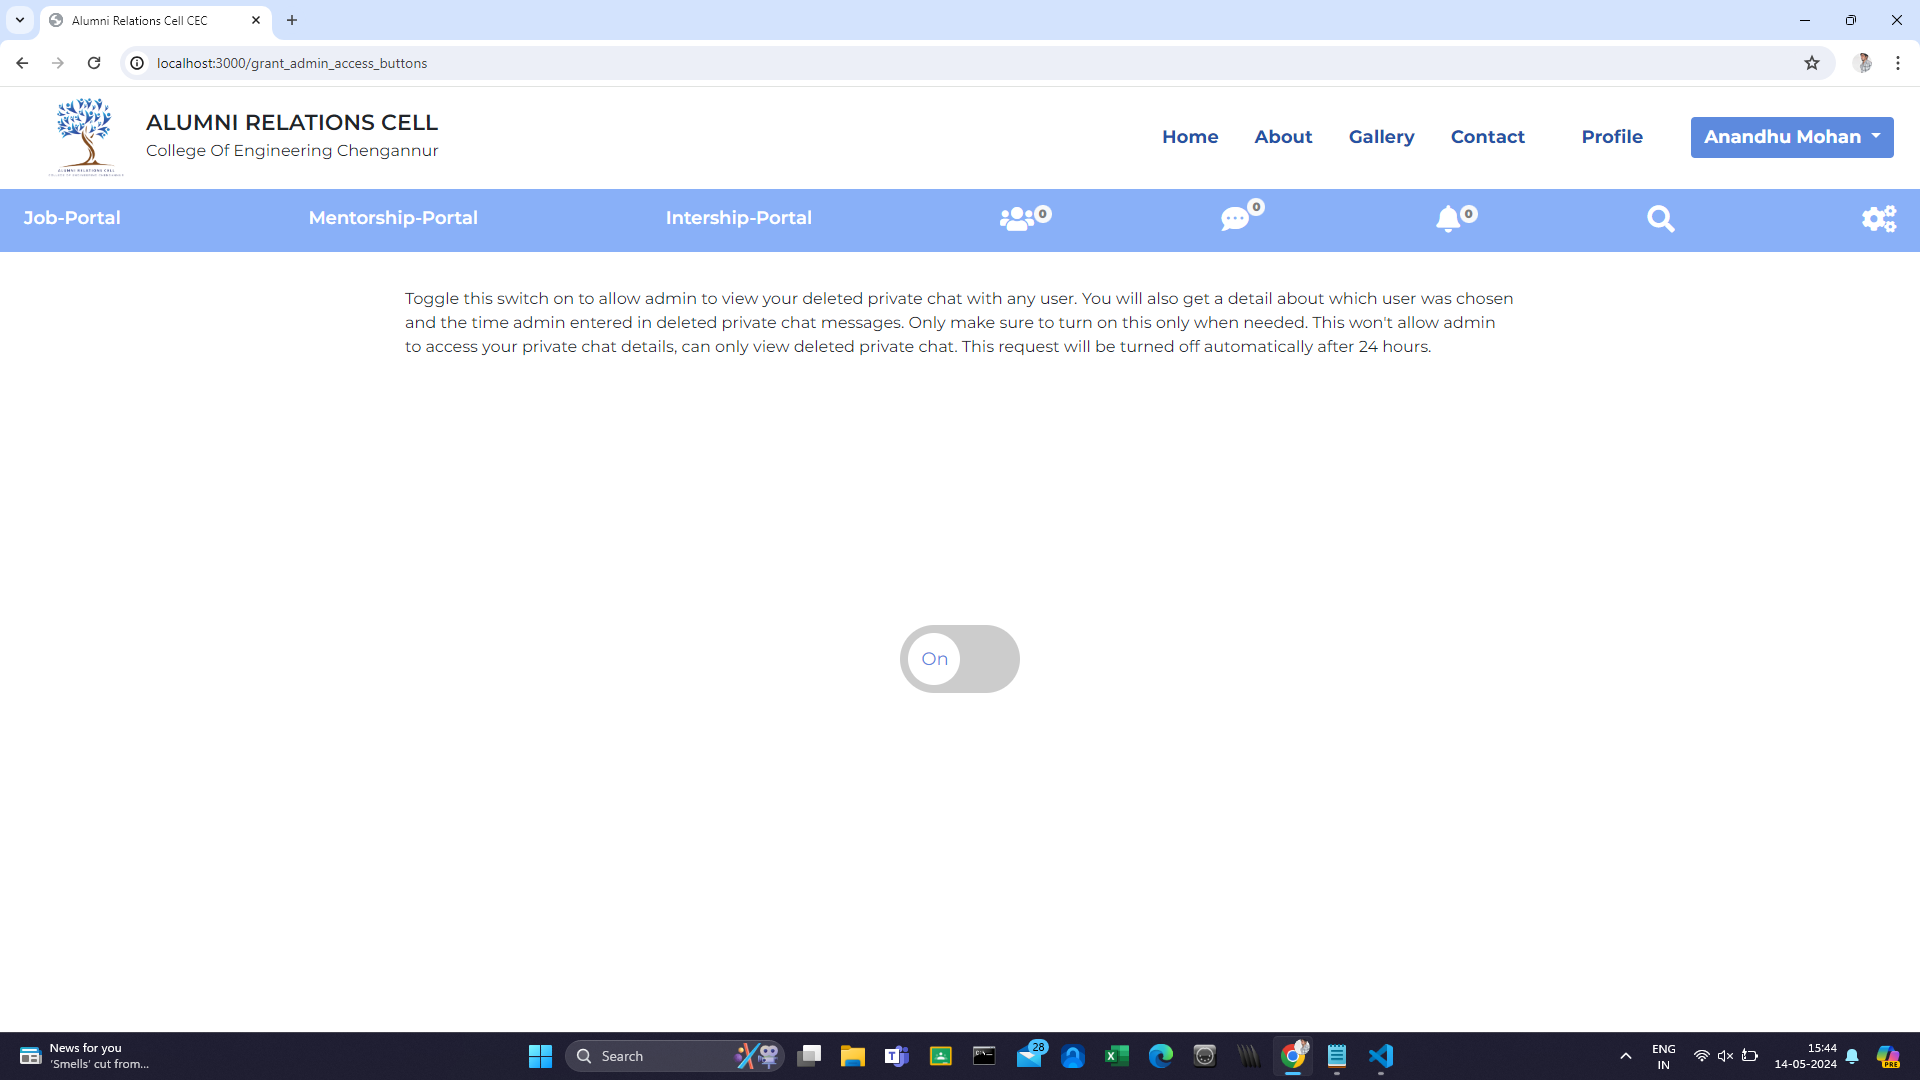 Alumni Relations Cell CEC
localhost:3000/grant_admin_access_buttons
ALUMNI RELATIONS CELL
College Of Engineering Chengannur
ALUMNI RELATIONS CELL
Home About Gallery Contact Profile Anandhu Mohan
Job-Portal Mentorship-Portal Intership-Portal 0 0 0
Toggle this switch on to allow admin to view your deleted private chat with any user. You will also get a detail about which user was chosen
and the time admin entered in deleted private chat messages. Only make sure to turn on this only when needed. This won't allow admin
to access your private chat details, can only view deleted private chat. This request will be turned off automatically after 24 hours.
On
News for you
'Smells' cut from...
Search
28
ENG
IN
15:44
14-05-2024
PRE